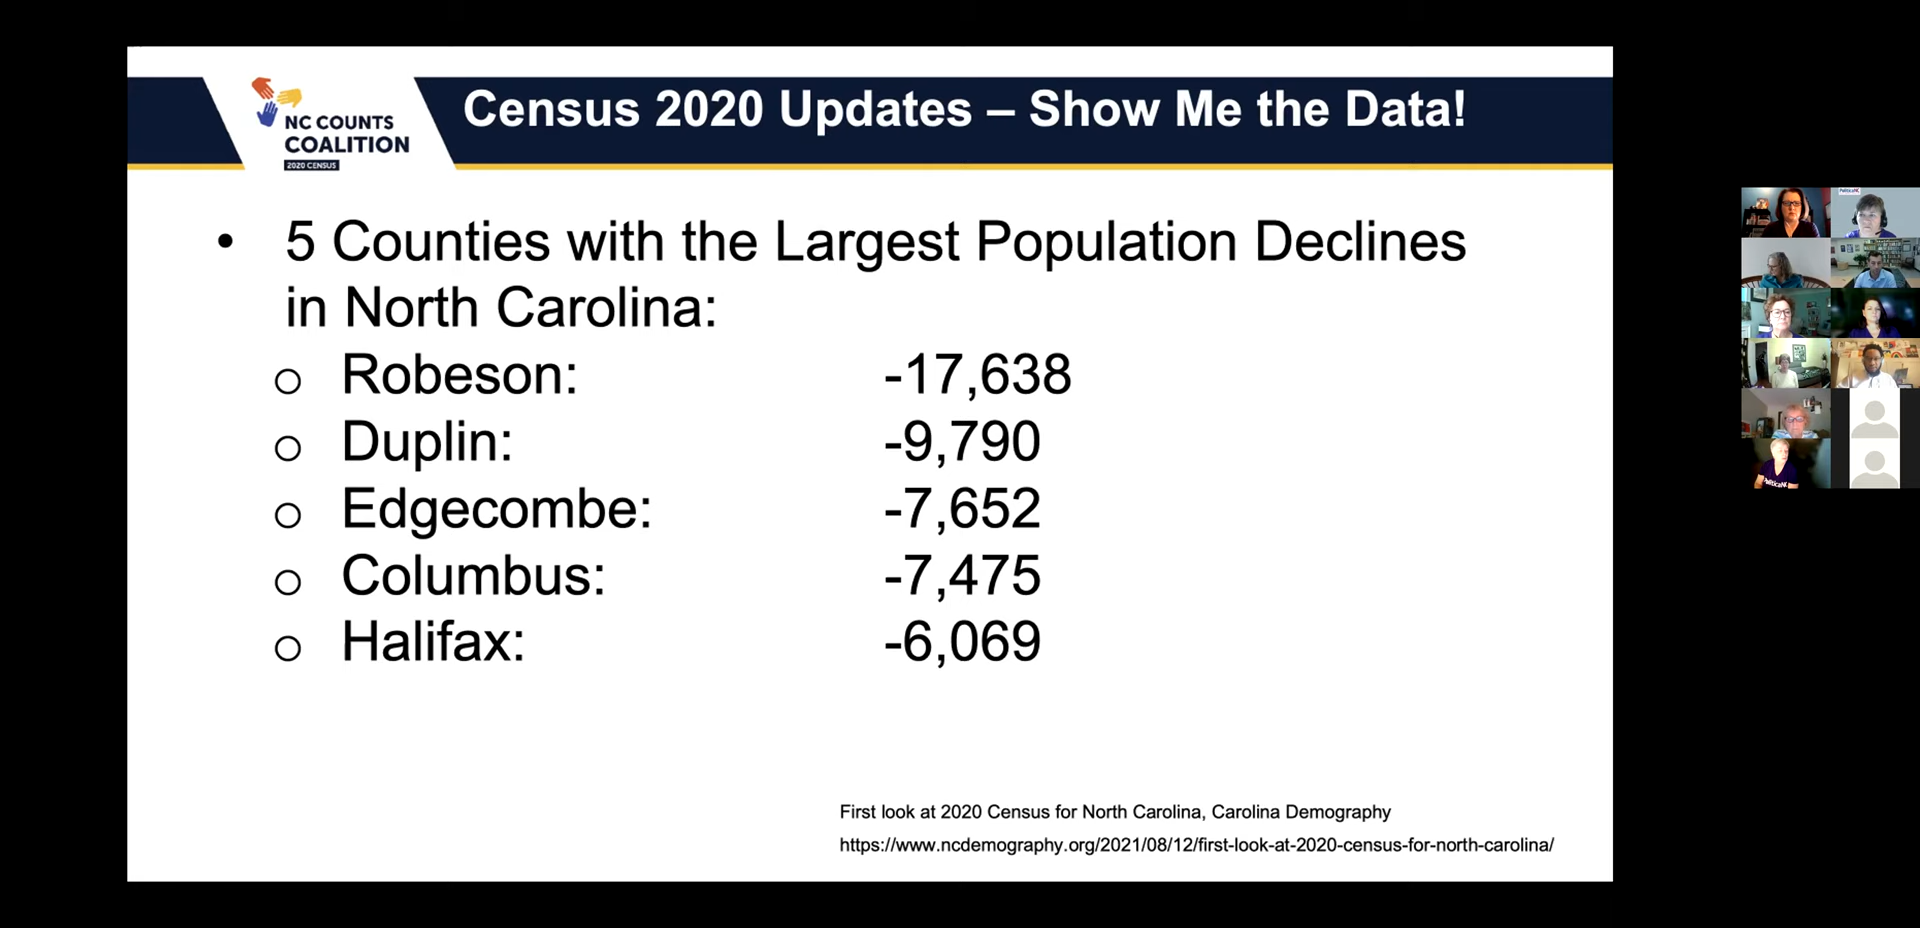 NC COUNTS
COALITION
2020 CENSUS
Census 2020 Updates – Show Me the Data!
• 5 Counties with the Largest Population Declines
in North Carolina:
o Robeson: -17,638
o Duplin: -9,790
o Edgecombe: -7,652
o Columbus: -7,475
o Halifax: -6,069
First look at 2020 Census for North Carolina, Carolina Demography
https://www.ncdemography.org/2021/08/12/first-look-at-2020-census-for-north-carolina/